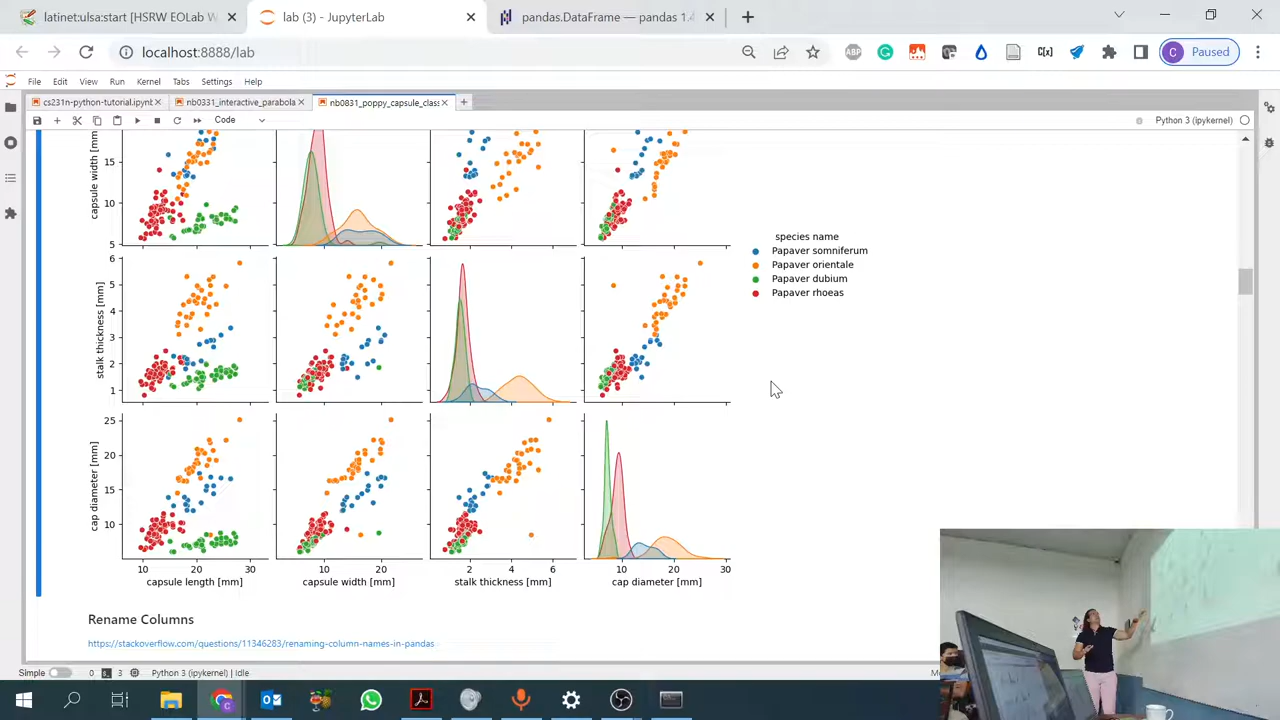 latinet:ulsa:start [HSRW EOLab W
lab (3) - JupyterLab
pandas.DataFrame — pandas 1.4
localhost:8888/lab
ABP
C[x]
C
Paused
File Edit View Run Kernel Tabs Settings Help
cs231n-python-tutorial.ipynb
nb0331_interactive_parabola
nb0831_poppy_capsule_class
Code
Python 3 (ipykernel)
capsule width [mm
15
10
5
species name
Papaver somniferum
Papaver orientale
Papaver dubium
Papaver rhoeas
stalk thickness [mm]
6
5
4
3
2
1
cap diameter [mm]
25
20
15
10
10 20 30
10 20
2 4 6
10 20 30
capsule length [mm]
capsule width [mm]
stalk thickness [mm]
cap diameter [mm]
Rename Columns
https://stackoverflow.com/questions/11346283/renaming-column-names-in-pandas
Simple
0
3
Python 3 (ipykernel) | Idle